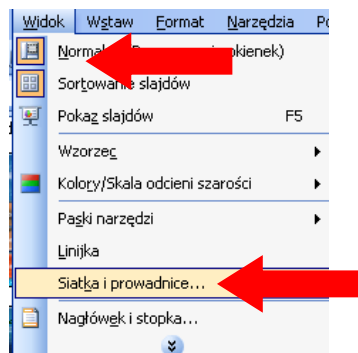 Widok Wstaw Format Narzędzia
okienek)
Sortowanie slajdów
Pokaz slajdów F5
Wzorzec
Kolory/Skala odcieni szarości
Paski narzędzi
Linijka
Siatka i prowadnice...
Nagłówek i stopka...